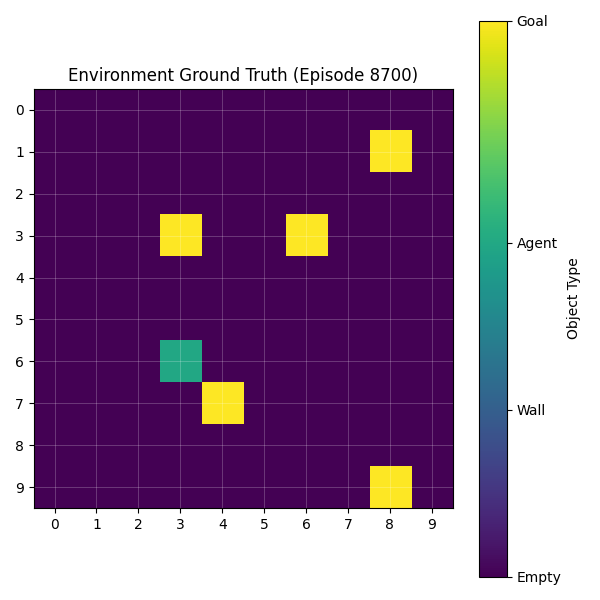 Environment Ground Truth (Episode 8700)
0
1
2
3
4
5
6
7
8
9
0 1 2 3 4 5 6 7 8 9
Goal
Agent
Wall
Empty
Object Type